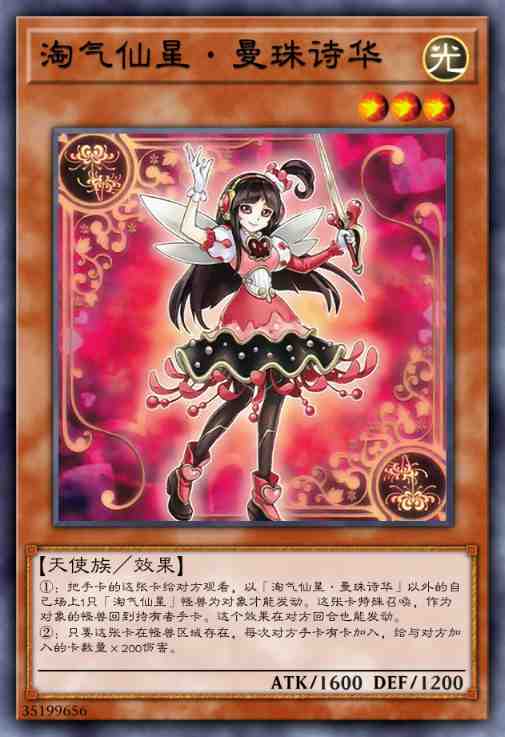 淘气仙星·曼珠诗华
光
【天使族／效果】
①：把手卡的这张卡给对方观看，以「淘气仙星·曼珠诗华」以外的自
己场上1只「淘气仙星」怪兽为对象才能发动。这张卡特殊召唤，作为
对象的怪兽回到持有者手卡。这个效果在对方回合也能发动。
②：只要这张卡在怪兽区域存在，每次对方手卡有卡加入，给与对方加
入的卡数量×200伤害。
ATK/1600 DEF/1200
35199656